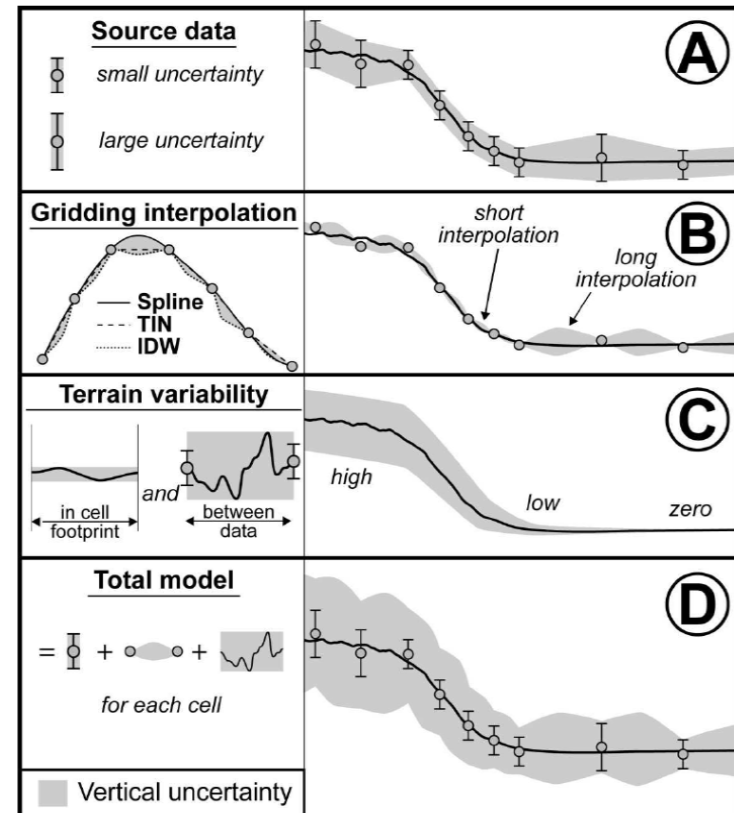 Source data
small uncertainty
large uncertainty
A
Gridding interpolation
Spline
TIN
IDW
short
interpolation
long
interpolation
B
Terrain variability
in cell
footprint
and
between
data
high
low
zero
C
Total model
= + +
for each cell
D
Vertical uncertainty